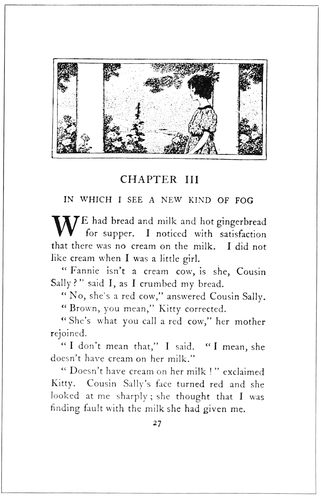 CHAPTER III
IN WHICH I SEE A NEW KIND OF FOG
WE had bread and milk and hot gingerbread
for supper. I noticed with satisfaction
that there was no cream on the milk. I did not
like cream when I was a little girl.
"Fannie isn't a cream cow, is she, Cousin
Sally?" said I, as I crumbed my bread.
"No, she's a red cow," answered Cousin Sally.
"Brown, you mean," Kitty corrected.
"She's what you call a red cow," her mother
rejoined.
"I don't mean that," I said. "I mean, she
doesn't have cream on her milk."
"Doesn't have cream on her milk!" exclaimed
Kitty. Cousin Sally's face turned red and she
looked at me sharply; she thought that I was
finding fault with the milk she had given me.
27